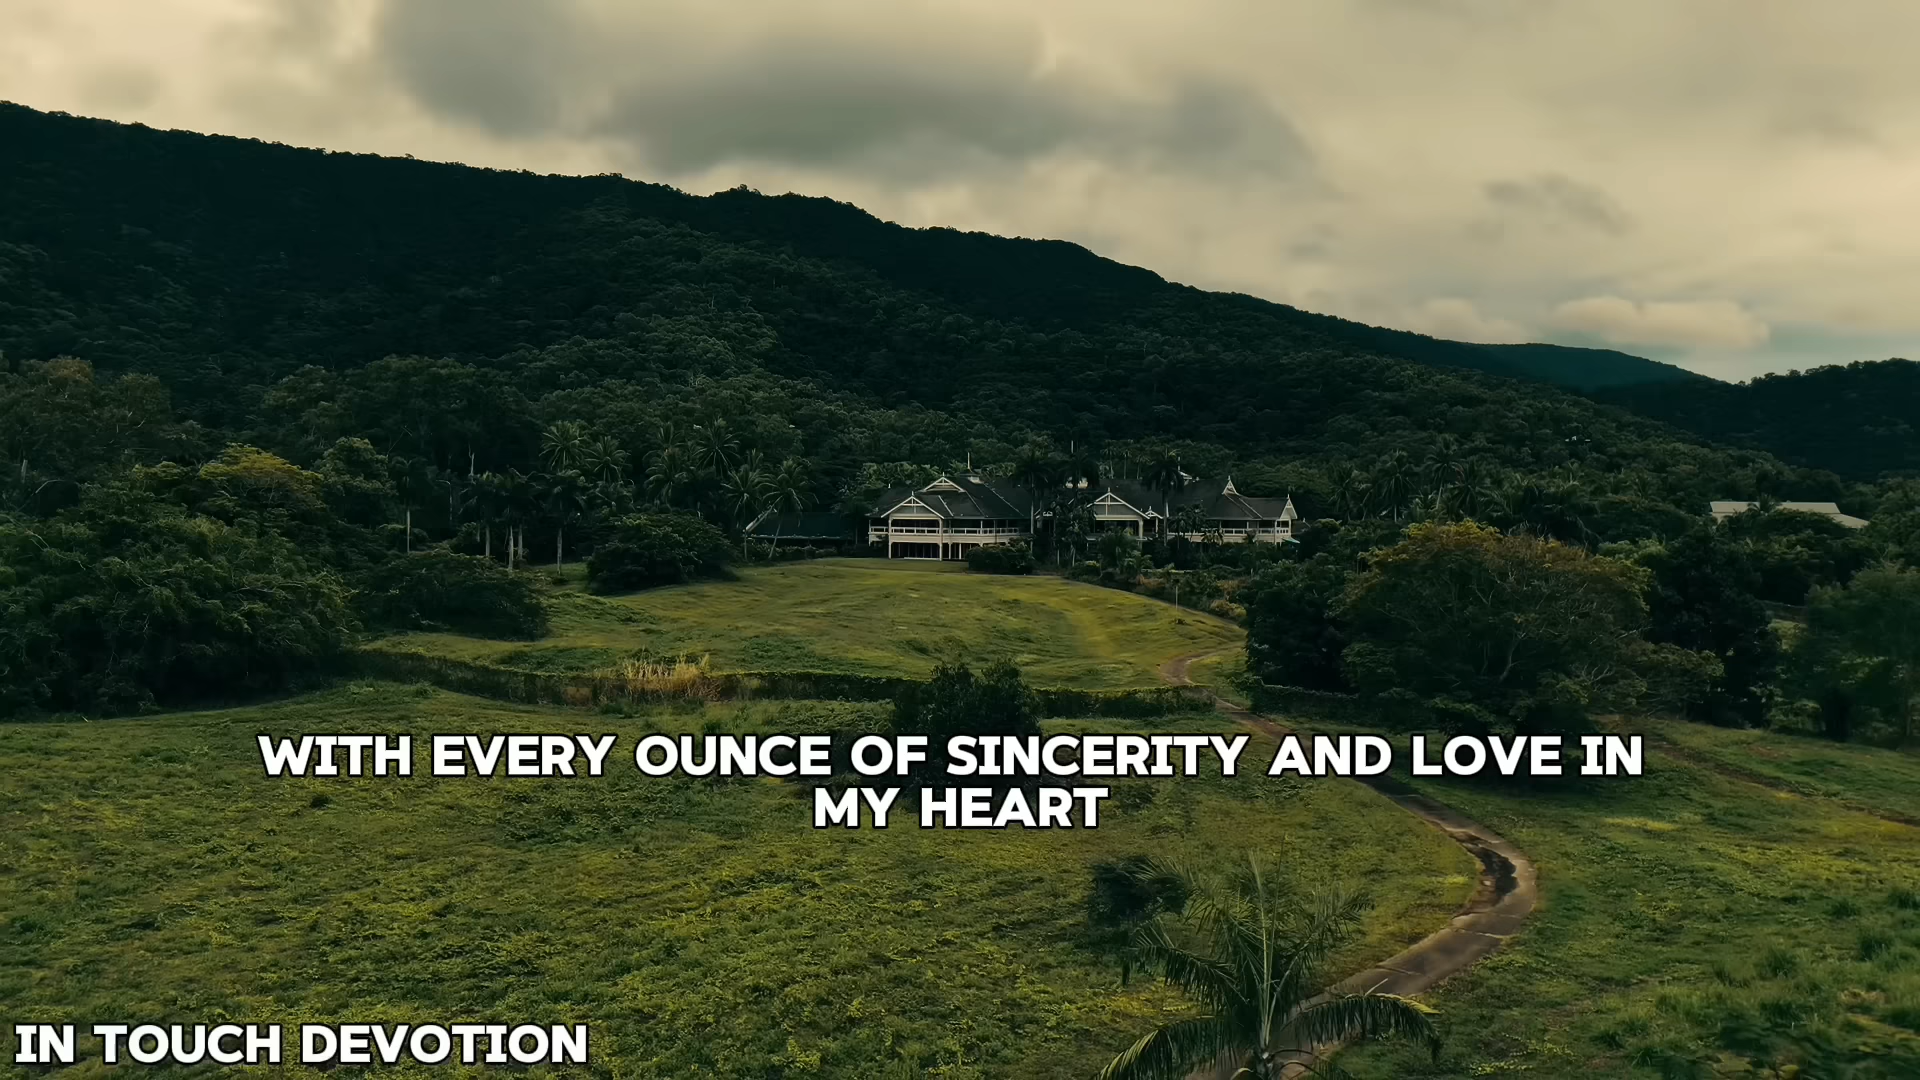 WITH EVERY OUNCE OF SINCERITY AND LOVE IN
MY HEART
IN TOUCH DEVOTION